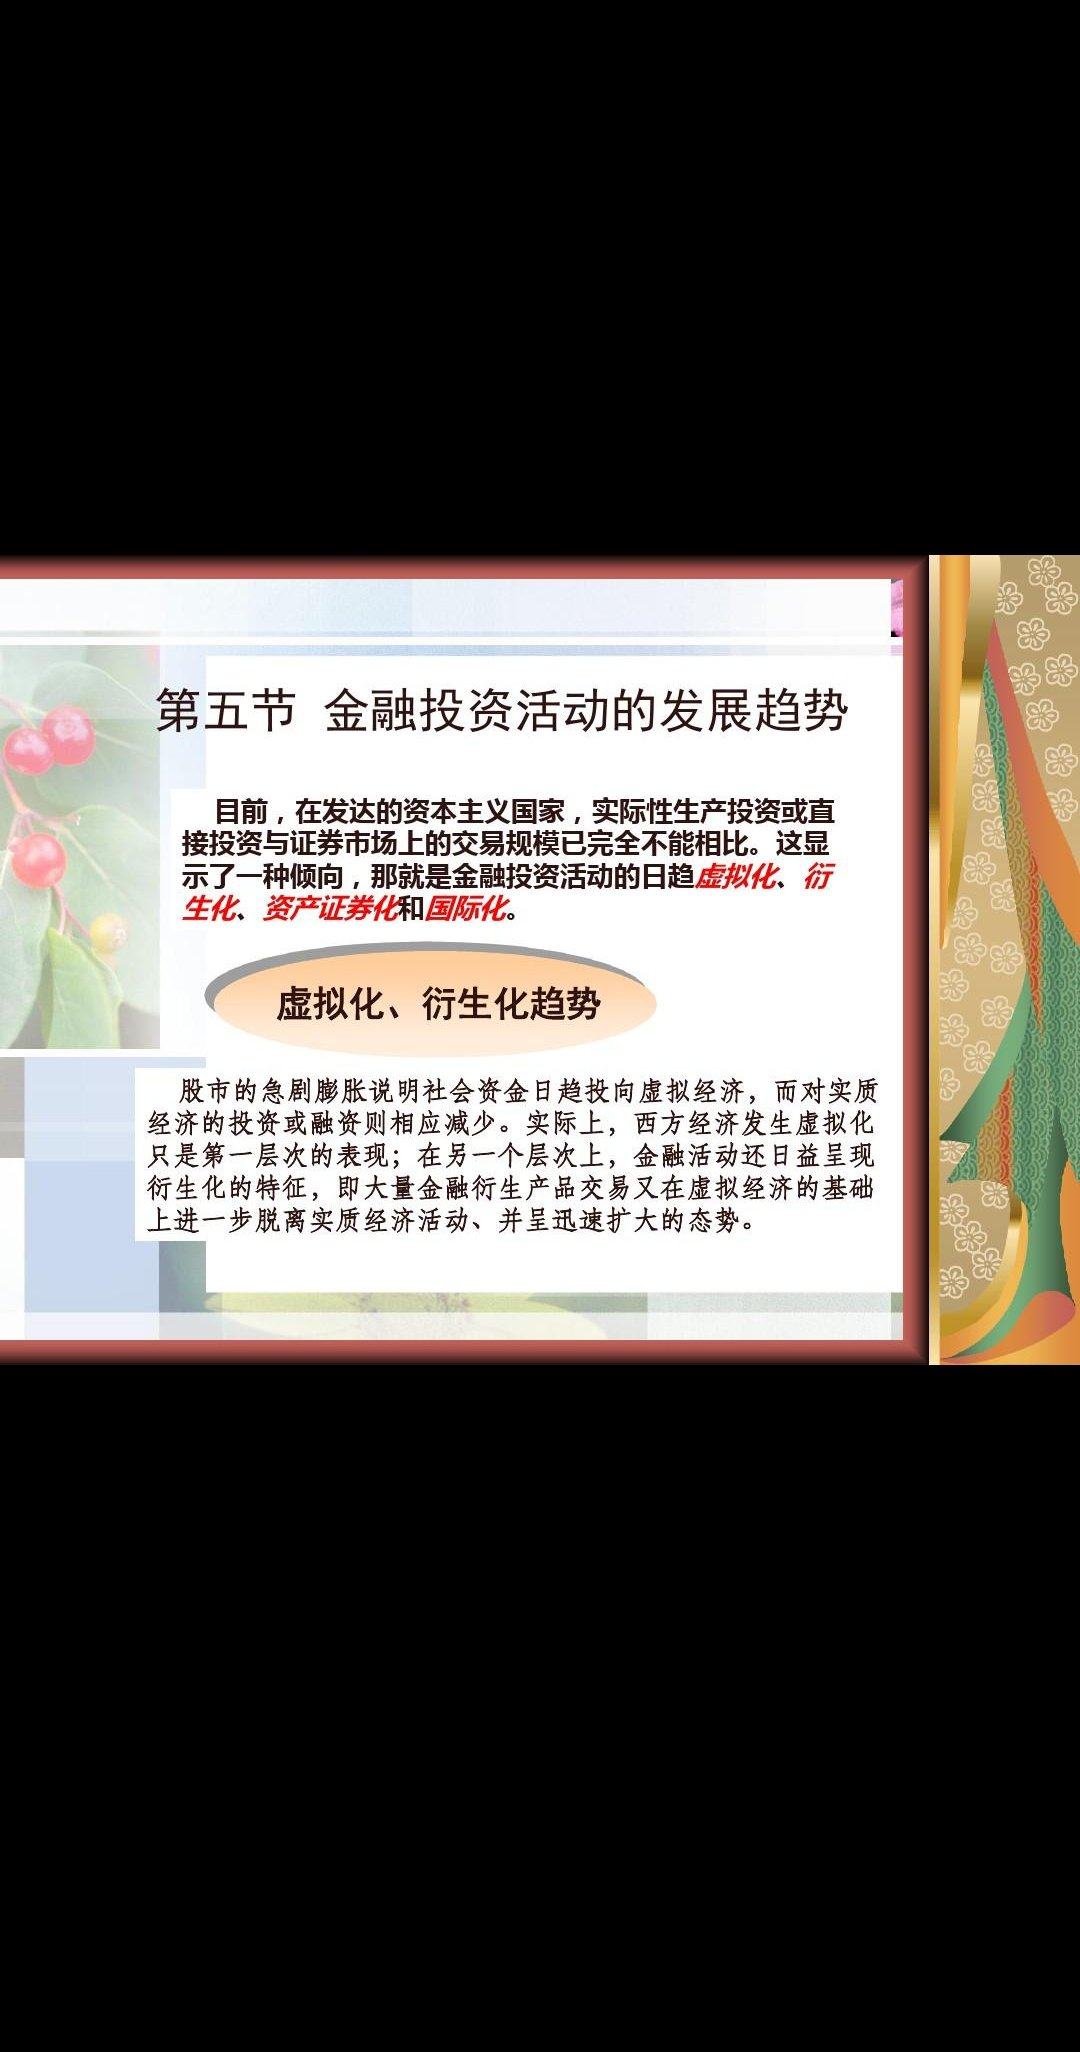 第五节 金融投资活动的发展趋势
目前，在发达的资本主义国家，实际性生产投资或直
接投资与证券市场上的交易规模已完全不能相比。这显
示了一种倾向，那就是金融投资活动的日趋虚拟化、衍
生化、资产证券化和国际化。
虚拟化、衍生化趋势
股市的急剧膨胀说明社会资金日趋投向虚拟经济，而对实质
经济的投资或融资则相应减少。实际上，西方经济发生虚拟化
只是第一层次的表现；在另一个层次上，金融活动还日益呈现
衍生化的特征，即大量金融衍生产品交易又在虚拟经济的基础
上进一步脱离实质经济活动、并呈迅速扩大的态势。